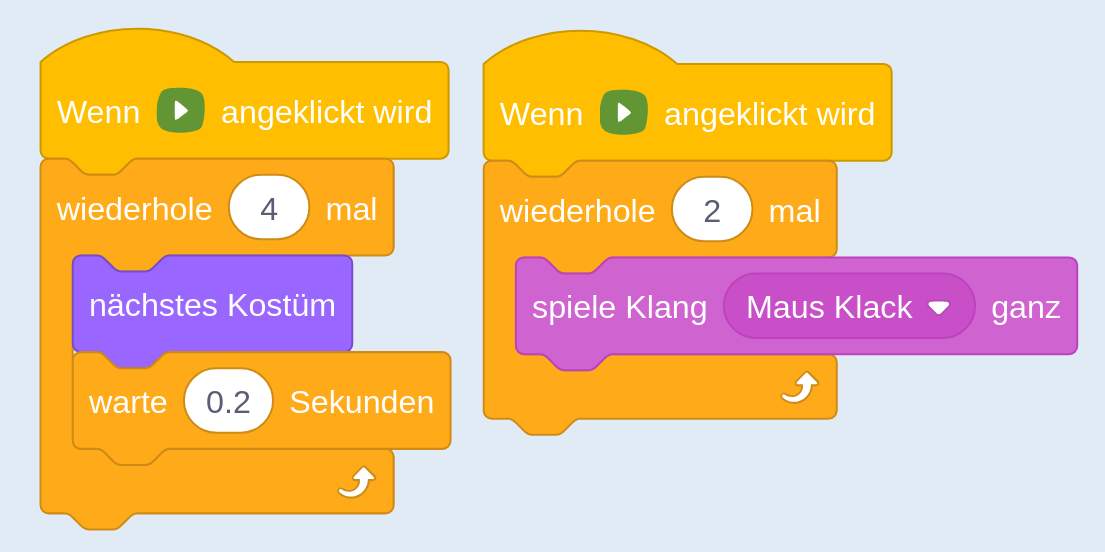 Wenn angeklickt wird
wiederhole 4 mal
nächstes Kostüm
warte 0.2 Sekunden
Wenn angeklickt wird
wiederhole 2 mal
spiele Klang Maus Klack ganz